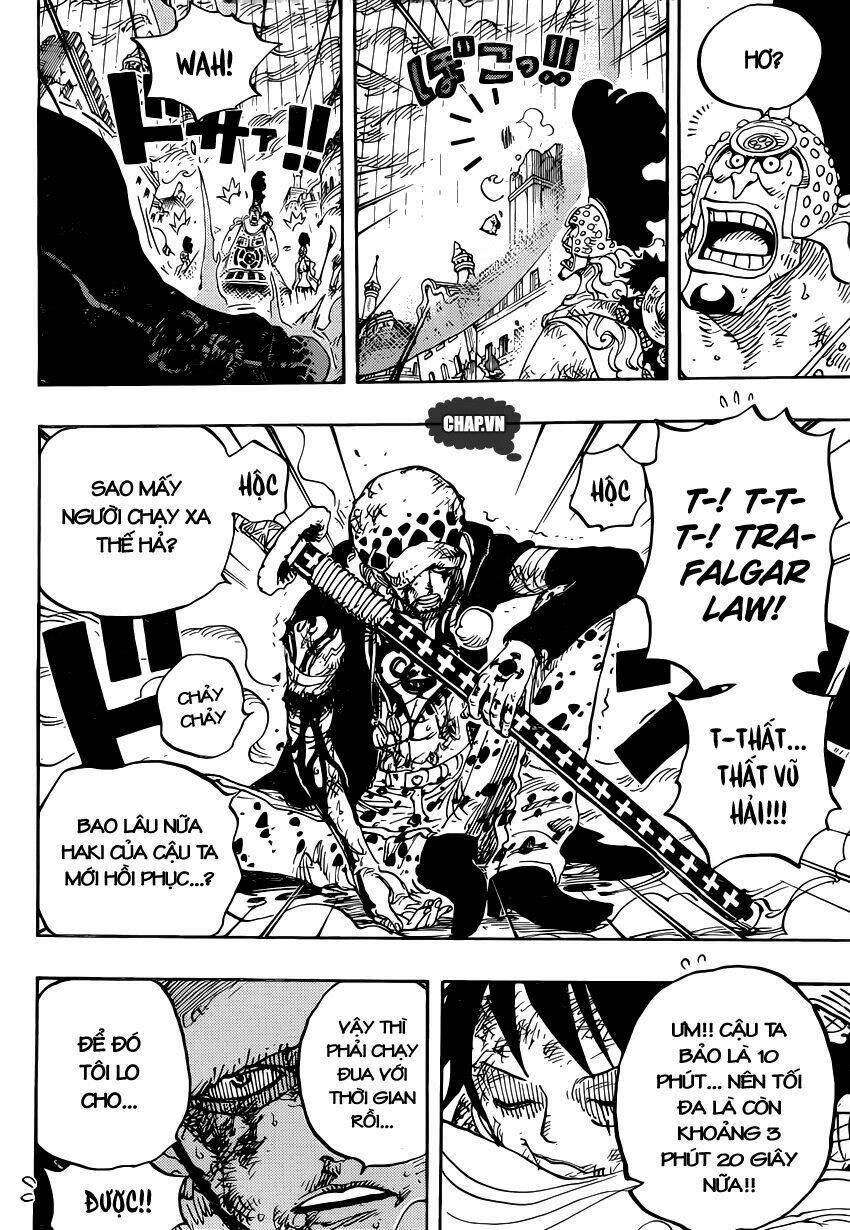 HƠ?
ぼこっ!!
WAH!
ドサァ!!
CHAP.VN
T-! T-T-
T-! TRA-
FALGAR
LAW!
T-THẤT...
THẤT VŨ
HẢI!!!
HỘC
HỘC
SAO MẤY
NGƯỜI CHẠY XA
THẾ HẢ?
CHẢY
CHẢY
BAO LÂU NỮA
HAKI CỦA CẬU TA
MỚI HỒI PHỤC...?
ƯM!! CẬU TA
BẢO LÀ 10
PHÚT... NÊN TỐI
ĐA LÀ CÒN
KHOẢNG 3
PHÚT 20 GIÂY
NỮA!!
VẬY THÌ
PHẢI CHẠY
ĐUA VỚI
THỜI GIAN
RỒI...
ĐỂ ĐÓ
TÔI LO
CHO...
ĐƯỢC!!